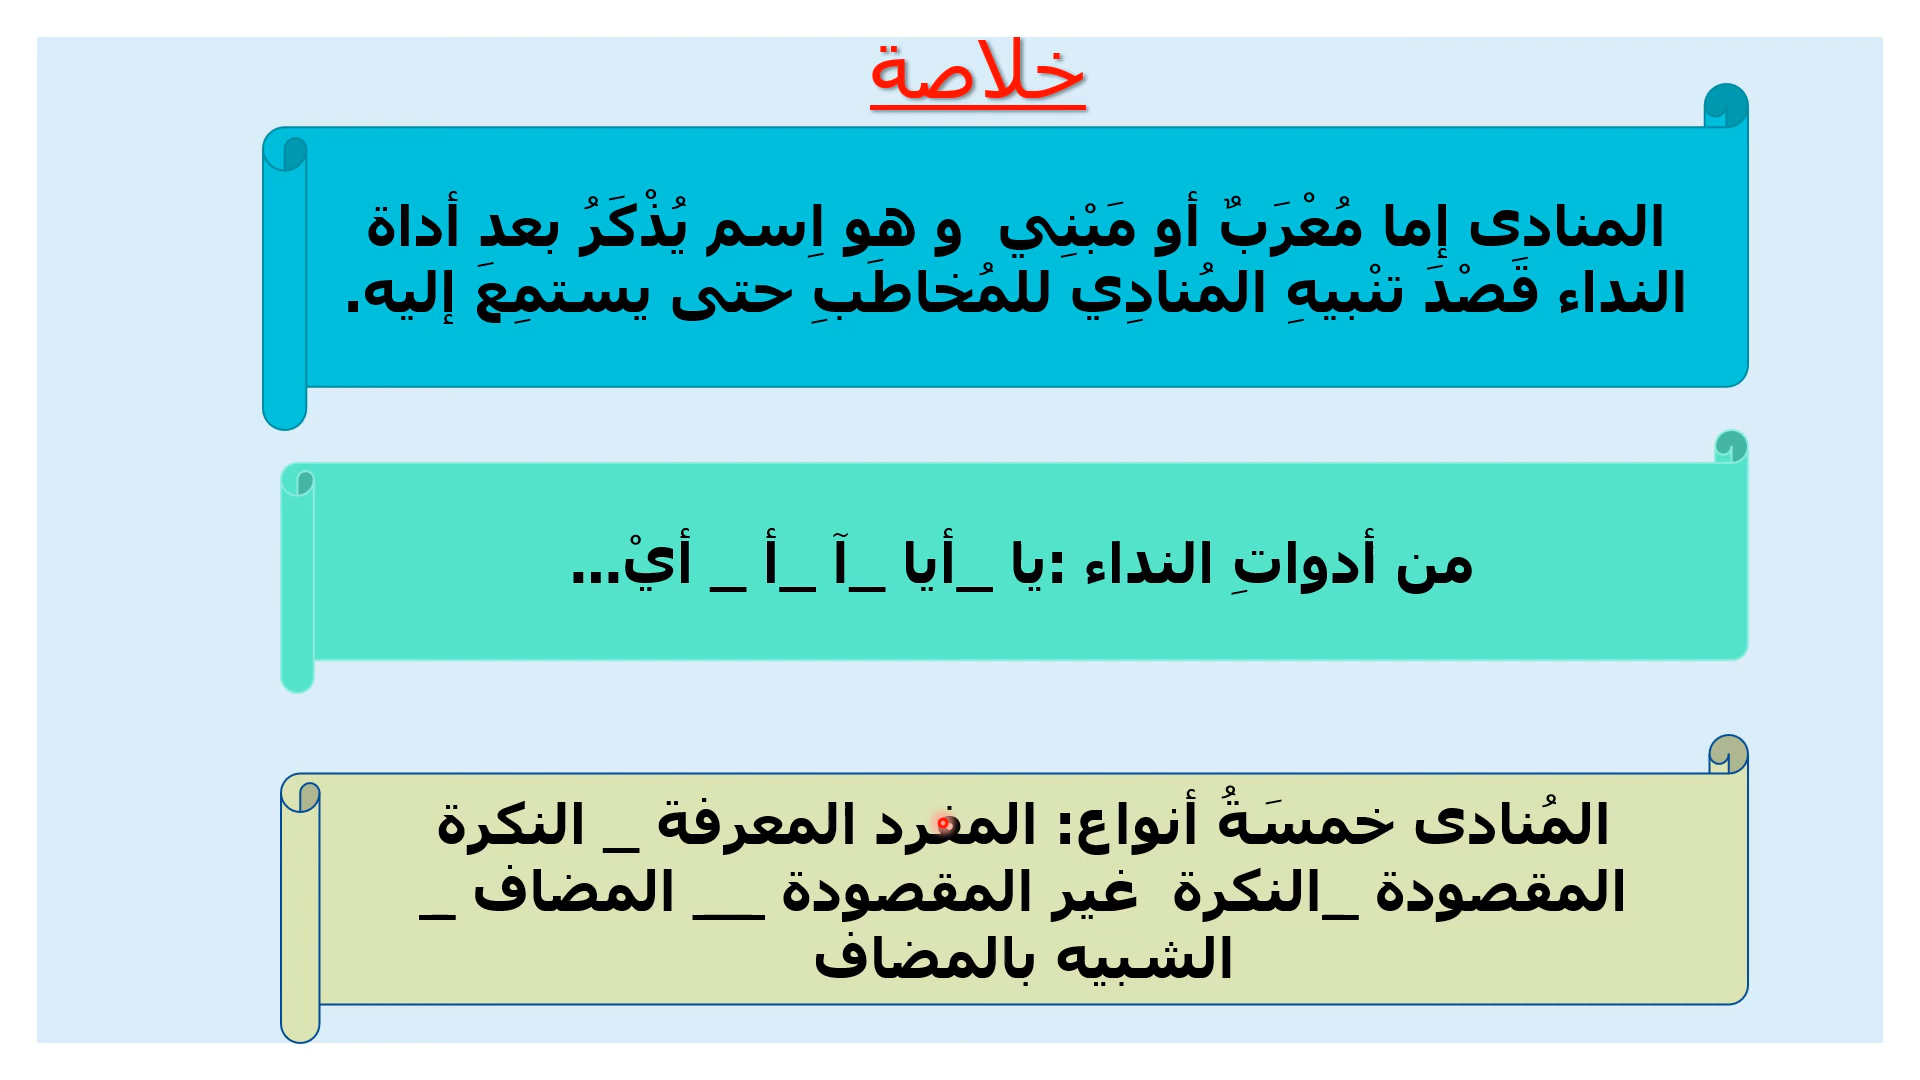 خلاصة
المنادى إما مُعْرَبٌ أو مَبْنِي و هو اِسم يُذْكَرُ بعدِ أداة
النداء قَصْدَ تنْبيهِ المُنادِي للمُخاطَبِ حتى يستمِعَ إليه.
من أدواتِ النداء :يا _أيا _آ _أ _ أيْ...
المُنادى خمسَةُ أنواع: المفرد المعرفة _ النكرة
المقصودة _النكرة غير المقصودة __ المضاف _
الشبيه بالمضاف